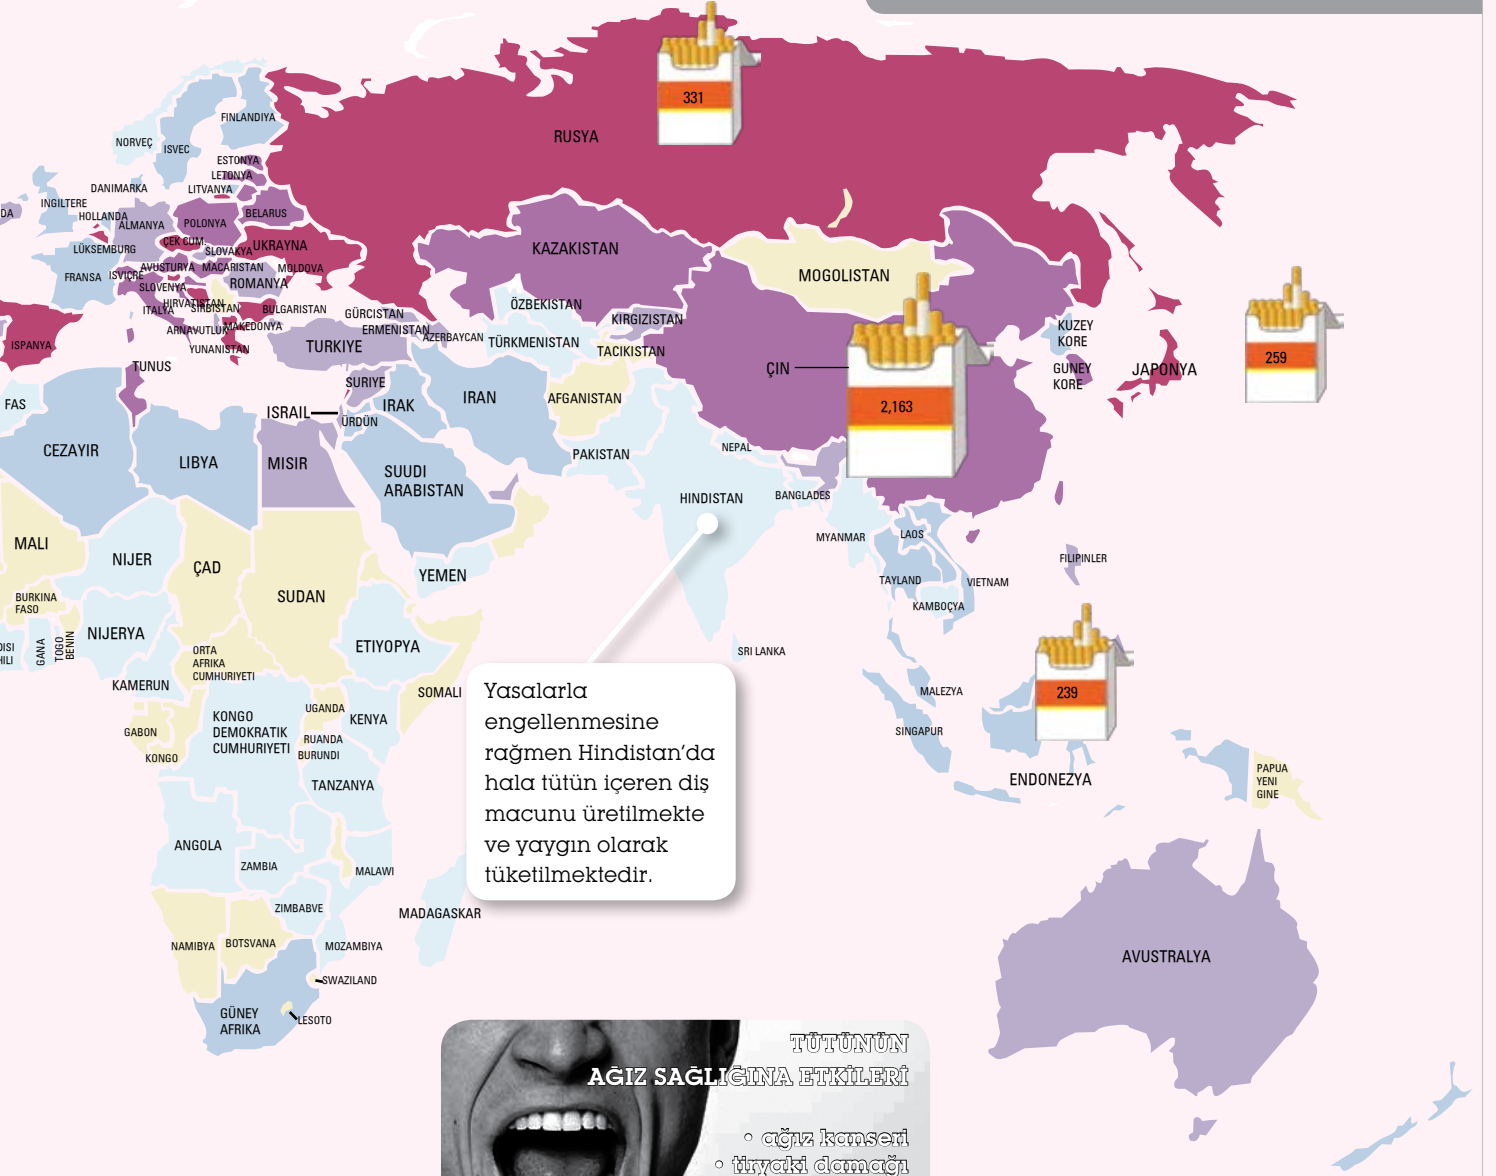 331
RUSYA
FINLANDIYA
NORVEÇ
ISVEC
ESTONYA
LETONYA
DANIMARKA
LITVANYA
INGILTERE
DA
HOLLANDA
ALMANYA
POLONYA
BELARUS
LÜKSEMBURG
ÇEK CUM.
SLOVAKYA
UKRAYNA
FRANSA
ISVIÇRE
AVUSTURYA
MACARISTAN
MOLDOVA
SLOVENYA
ROMANYA
HIRVATISTAN
ITALYA
SIRBISTAN
BULGARISTAN
ARNAVUTLUK
MAKEDONYA
YUNANISTAN
ISPANYA
GÜRCISTAN
ERMENISTAN
AZERBAYCAN
TURKIYE
KAZAKISTAN
MOGOLISTAN
ÖZBEKISTAN
KIRGIZISTAN
TÜRKMENISTAN
TACIKISTAN
ÇIN
2,163
KUZEY
KORE
GUNEY
KORE
JAPONYA
259
TUNUS
FAS
SURIYE
ISRAIL
IRAK
ÜRDÜN
IRAN
AFGANISTAN
CEZAYIR
LIBYA
MISIR
SUUDI
ARABISTAN
PAKISTAN
NEPAL
HINDISTAN
BANGLADES
MYANMAR
LAOS
FILIPINLER
TAYLAND
VIETNAM
KAMBOÇYA
MALI
NIJER
ÇAD
SUDAN
YEMEN
BURKINA
FASO
DISI
HILI
GANA
TOGO
BENIN
NIJERYA
ETIYOPYA
ORTA
AFRIKA
CUMHURIYETI
KAMERUN
SOMALI
SRI LANKA
MALEZYA
SINGAPUR
239
ENDONEZYA
PAPUA
YENI
GINE
GABON
KONGO
KONGO
DEMOKRATIK
CUMHURIYETI
UGANDA
KENYA
RUANDA
BURUNDI
TANZANYA
Yasalarla
engellenmesine
rağmen Hindistan’da
hala tütün içeren diş
macunu üretilmekte
ve yaygın olarak
tüketilmektedir.
ANGOLA
ZAMBIA
MALAWI
ZIMBABVE
MADAGASKAR
NAMIBYA
BOTSVANA
MOZAMBIYA
SWAZILAND
GÜNEY
AFRIKA
LESOTO
AVUSTRALYA
TÜTÜNÜN
AĞIZ SAĞLIĞINA ETKİLERİ
• ağız kanseri
• tiryaki damağı